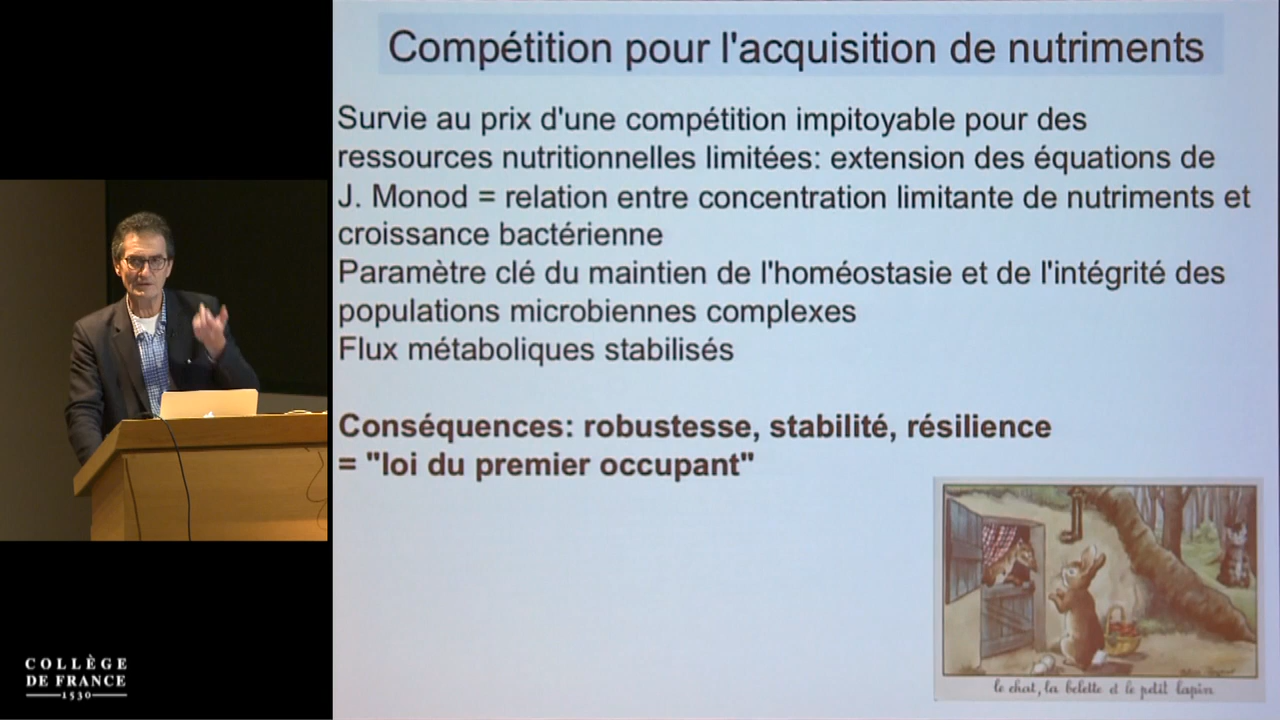 Compétition pour l'acquisition de nutriments
Survie au prix d'une compétition impitoyable pour des
ressources nutritionnelles limitées: extension des équations de
J. Monod = relation entre concentration limitante de nutriments et
croissance bactérienne
Paramètre clé du maintien de l'homéostasie et de l'intégrité des
populations microbiennes complexes
Flux métaboliques stabilisés
Conséquences: robustesse, stabilité, résilience
= "loi du premier occupant"
le chat, la belette et le petit lapin
COLLÈGE
DE FRANCE
1530